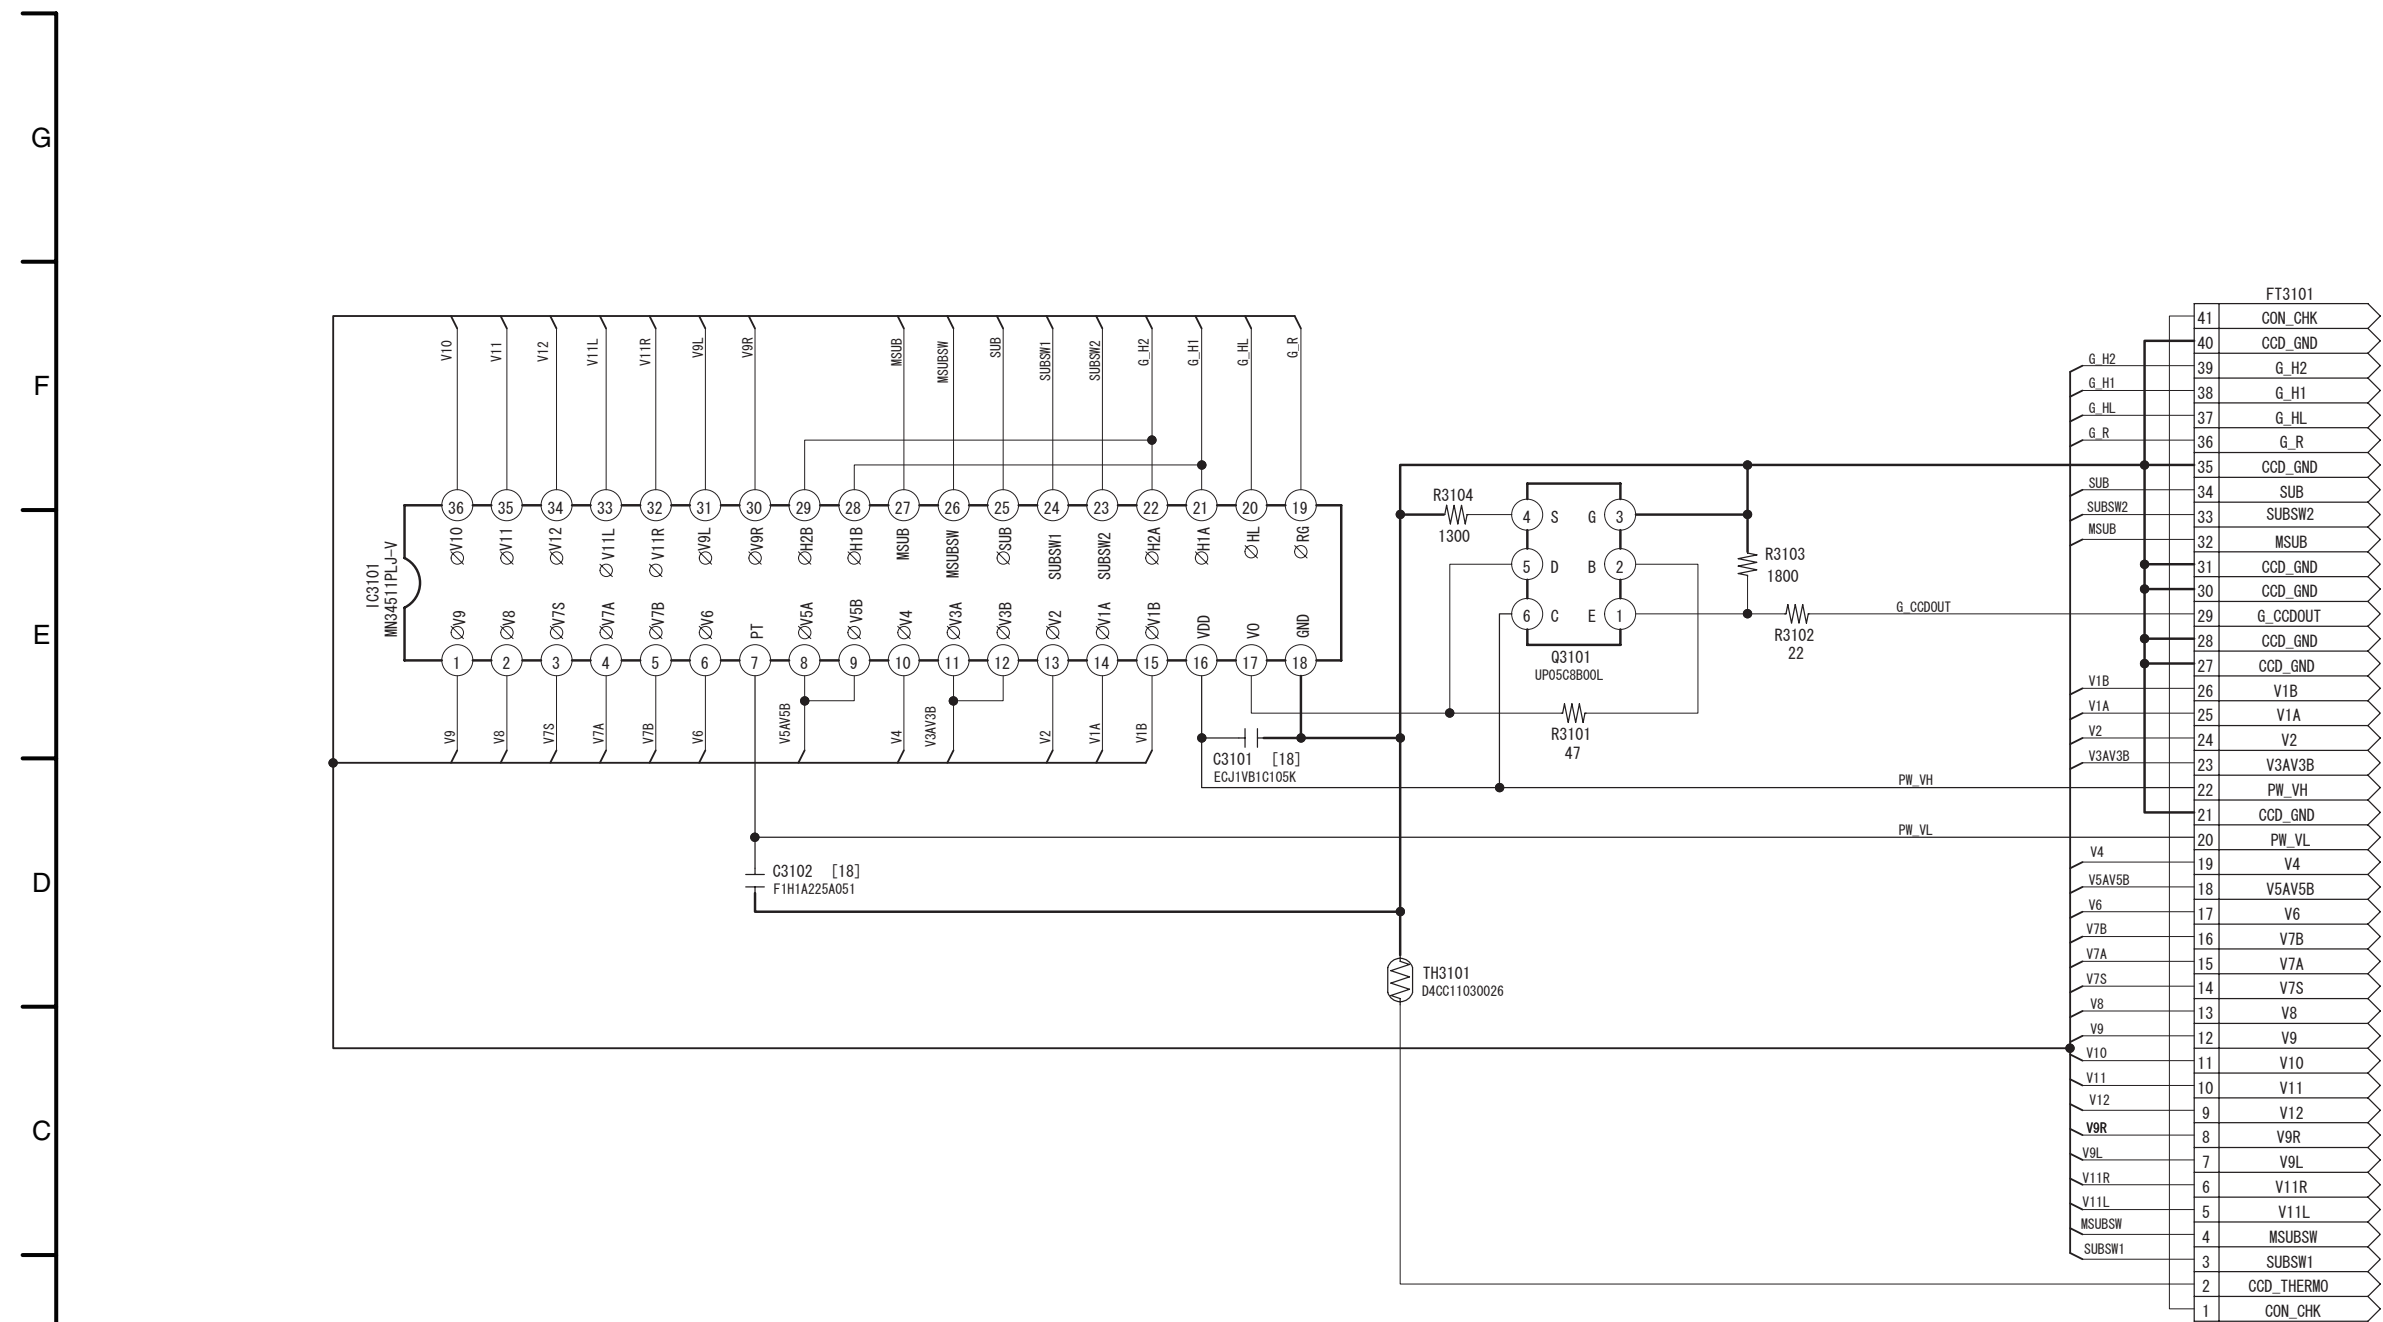 G
F
E
D
C
IC3101
MN34511PLJ-V
V10
V11
V12
V11L
V11R
V9L
V9R
MSUB
MSUBSW
SUB
SUBSW1
SUBSW2
G_H2
G_H1
G_HL
G_R
36 35 34 33 32 31 30 29 28 27 26 25 24 23 22 21 20 19
ØV10
ØV11
ØV12
ØV11L
ØV11R
ØV9L
ØV9R
ØH2B
ØH1B
MSUB
MSUBSW
ØSUB
SUBSW1
SUBSW2
ØH2A
ØH1A
ØHL
ØRG
ØV9
ØV8
ØV7S
ØV7A
ØV7B
ØV6
PT
ØV5A
ØV5B
ØV4
ØV3A
ØV3B
ØV2
ØV1A
ØV1B
VDD
VO
GND
1 2 3 4 5 6 7 8 9 10 11 12 13 14 15 16 17 18
V9
V8
V7S
V7A
V7B
V6
V5AV5B
V4
V3AV3B
V2
V1A
V1B
C3101 [18]
ECJ1VB1C105K
C3102 [18]
F1H1A225A051
TH3101
D4CC11030026
R3104
1300
4 S G 3
5 D B 2
6 C E 1
Q3101
UP05C8B00L
R3103
1800
R3102
22
R3101
47
G_CCDOUT
PW_VH
PW_VL
FT3101
41 CON_CHK
40 CCD_GND
G_H2 39 G_H2
G_H1 38 G_H1
G_HL 37 G_HL
G_R 36 G_R
35 CCD_GND
SUB 34 SUB
SUBSW2 33 SUBSW2
MSUB 32 MSUB
31 CCD_GND
30 CCD_GND
29 G_CCDOUT
28 CCD_GND
27 CCD_GND
V1B 26 V1B
V1A 25 V1A
V2 24 V2
V3AV3B 23 V3AV3B
22 PW_VH
21 CCD_GND
20 PW_VL
V4 19 V4
V5AV5B 18 V5AV5B
V6 17 V6
V7B 16 V7B
V7A 15 V7A
V7S 14 V7S
V8 13 V8
V9 12 V9
V10 11 V10
V11 10 V11
V12 9 V12
V9R 8 V9R
V9L 7 V9L
V11R 6 V11R
V11L 5 V11L
MSUBSW 4 MSUBSW
SUBSW1 3 SUBSW1
2 CCD_THERMO
1 CON_CHK